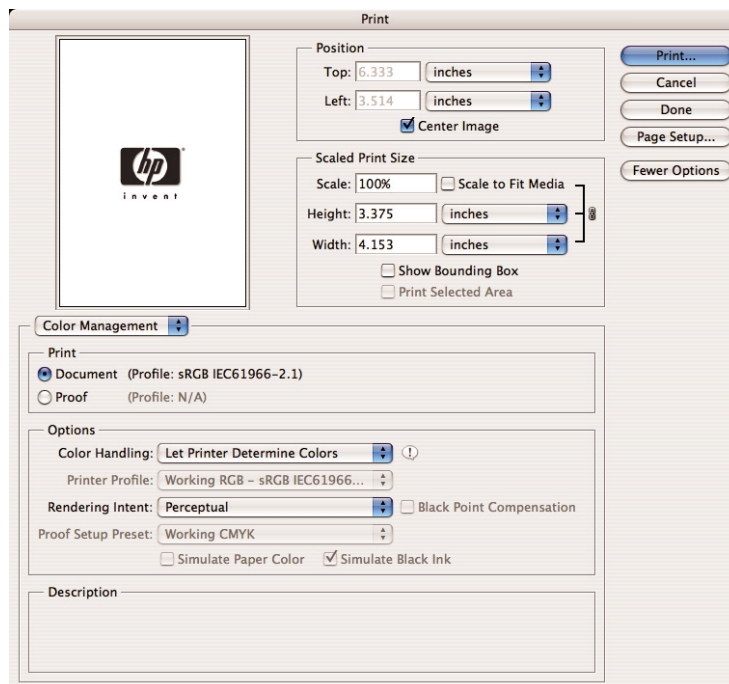 Print
hp
invent
Position
Top: 6.333 inches
Left: 3.514 inches
Center Image
Scaled Print Size
Scale: 100% Scale to Fit Media
Height: 3.375 inches
Width: 4.153 inches
Show Bounding Box
Print Selected Area
Print...
Cancel
Done
Page Setup...
Fewer Options
Color Management
Print
Document (Profile: sRGB IEC61966-2.1)
Proof (Profile: N/A)
Options
Color Handling: Let Printer Determine Colors !
Printer Profile: Working RGB - sRGB IEC61966...
Rendering Intent: Perceptual Black Point Compensation
Proof Setup Preset: Working CMYK
Simulate Paper Color Simulate Black Ink
Description